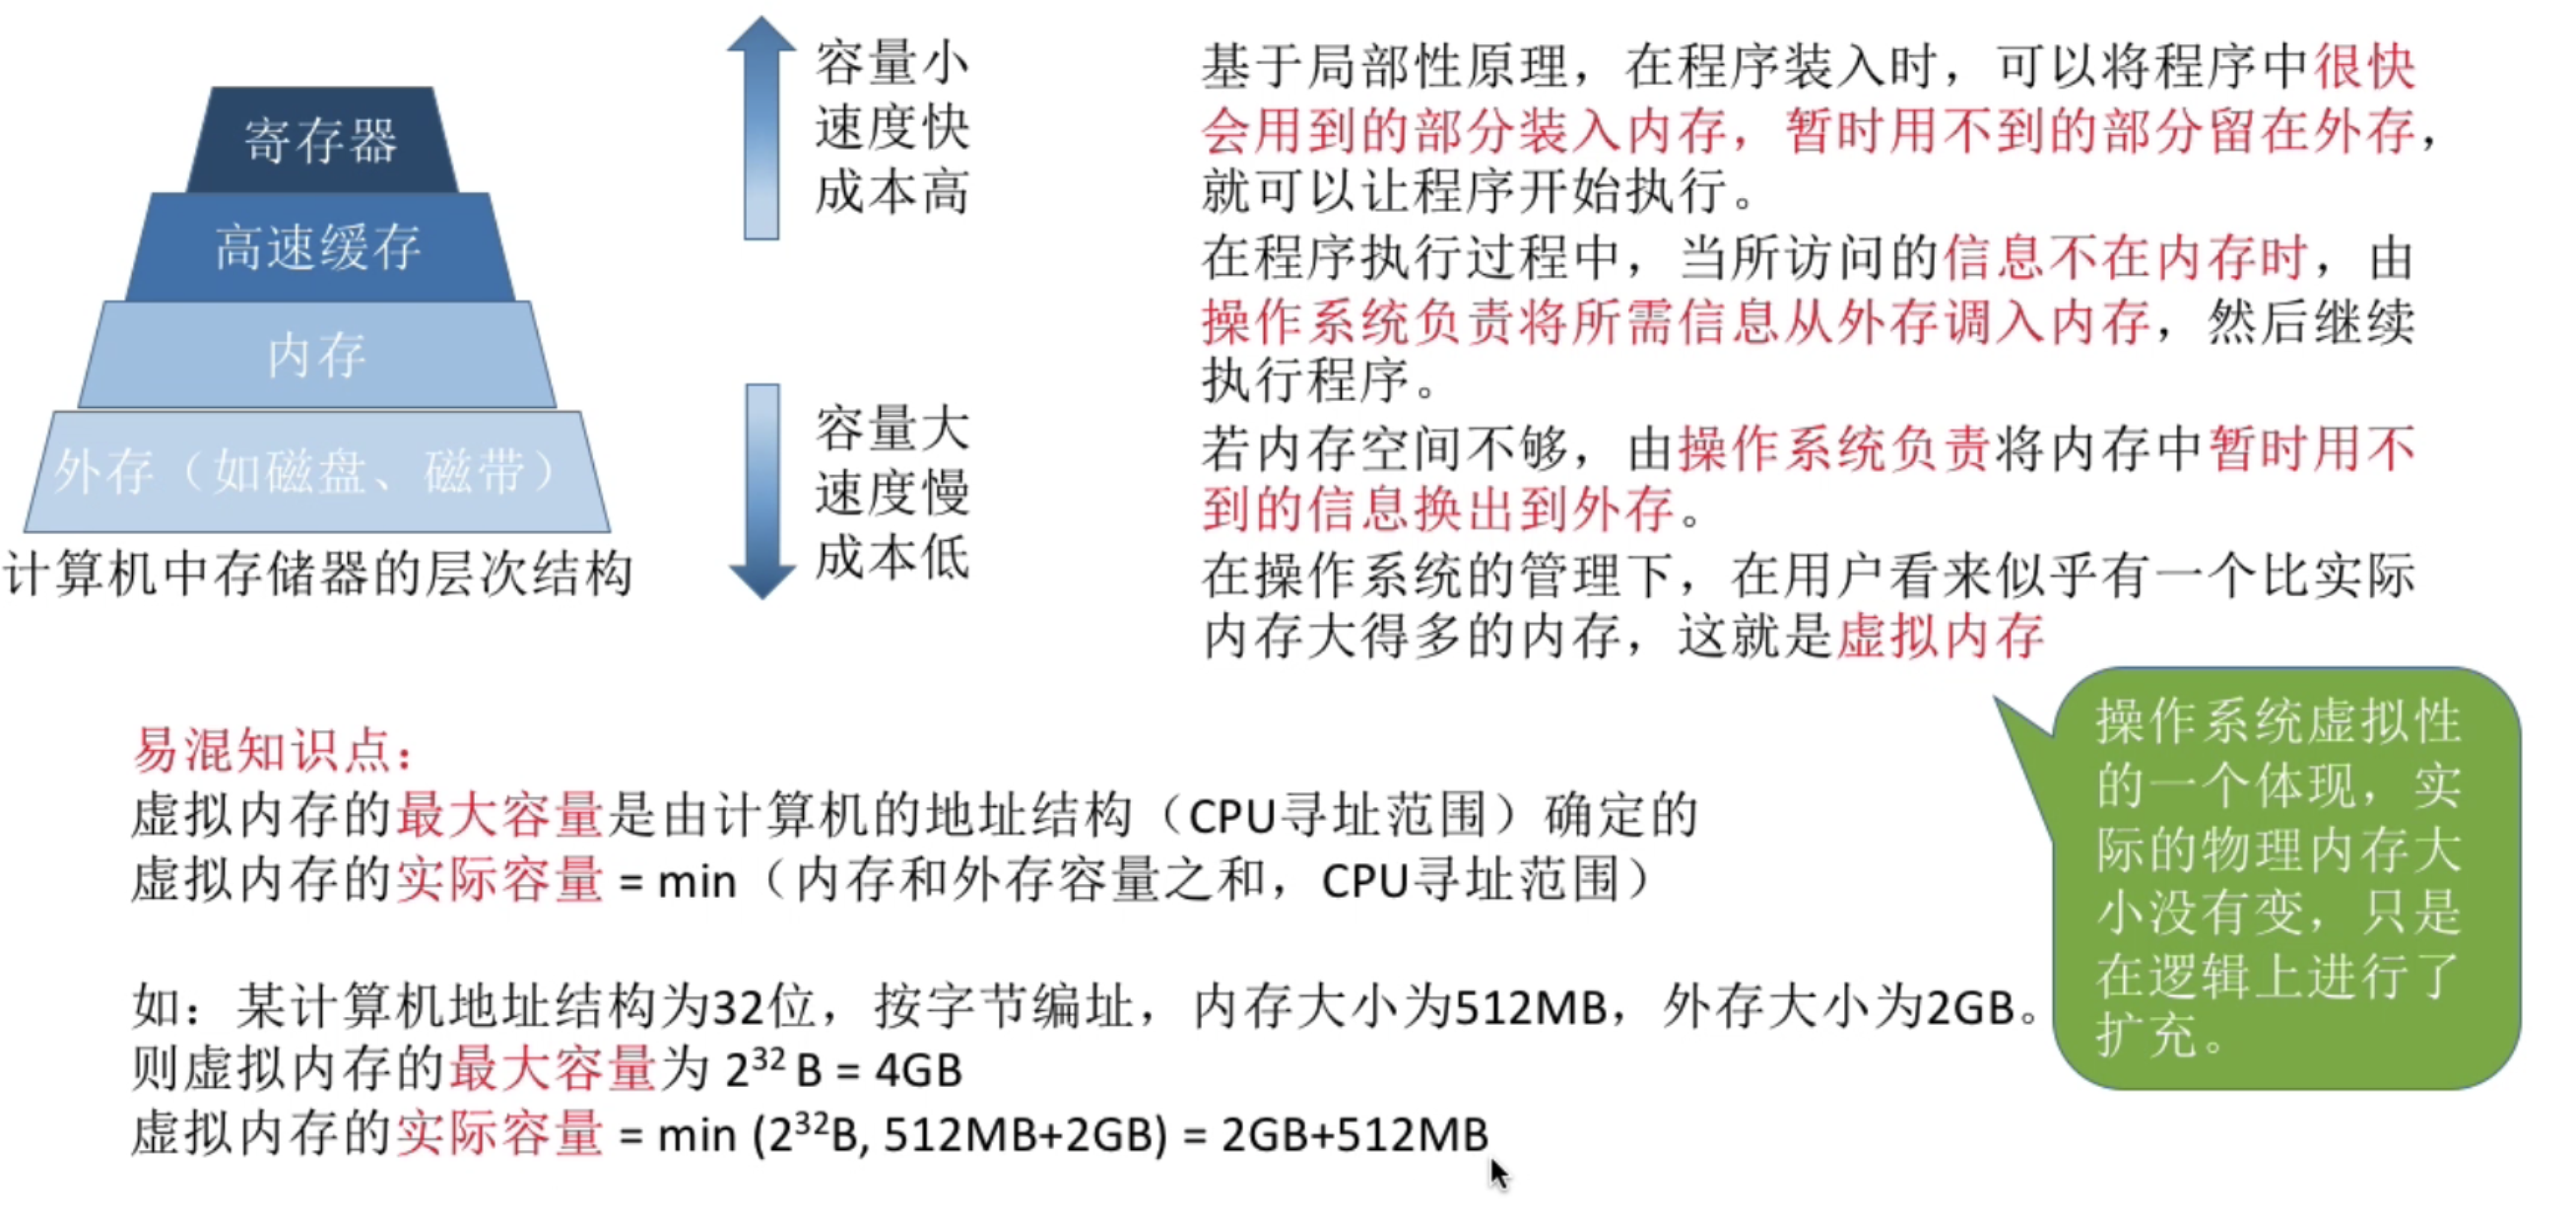 寄存器
高速缓存
内存
外存（如磁盘、磁带）
计算机中存储器的层次结构
容量小
速度快
成本高
容量大
速度慢
成本低
基于局部性原理，在程序装入时，可以将程序中很快
会用到的部分装入内存，暂时用不到的部分留在外存，
就可以让程序开始执行。
在程序执行过程中，当所访问的信息不在内存时，由
操作系统负责将所需信息从外存调入内存，然后继续
执行程序。
若内存空间不够，由操作系统负责将内存中暂时用不
到的信息换出到外存。
在操作系统的管理下，在用户看来似乎有一个比实际
内存大得多的内存，这就是虚拟内存
操作系统虚拟性
的一个体现，实
际的物理内存大
小没有变，只是
在逻辑上进行了
扩充。
易混知识点：
虚拟内存的最大容量是由计算机的地址结构（CPU寻址范围）确定的
虚拟内存的实际容量 = min（内存和外存容量之和，CPU寻址范围）
如：某计算机地址结构为32位，按字节编址，内存大小为512MB，外存大小为2GB。
则虚拟内存的最大容量为 2³² B = 4GB
虚拟内存的实际容量 = min (2³²B, 512MB+2GB) = 2GB+512MB